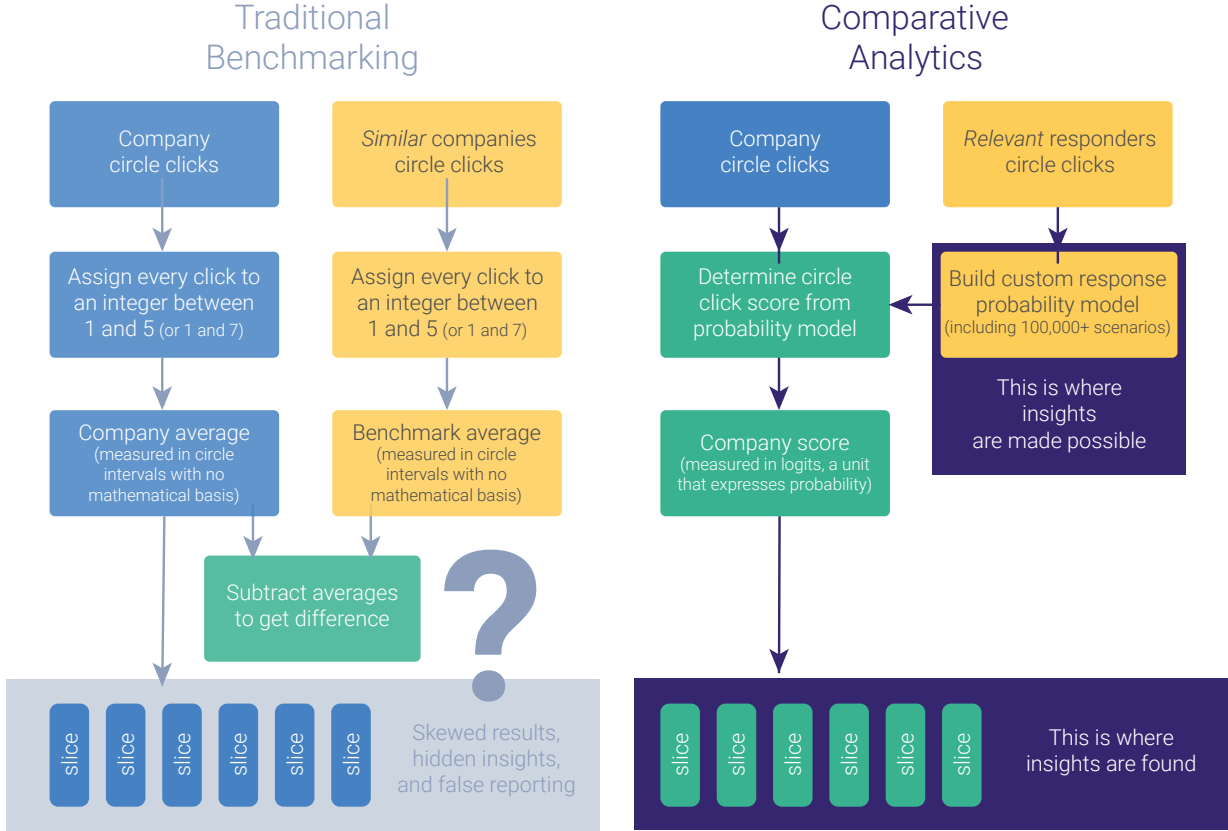 Traditional
Benchmarking
Company
circle clicks
Similar companies
circle clicks
Assign every click to
an integer between
1 and 5 (or 1 and 7)
Assign every click to
an integer between
1 and 5 (or 1 and 7)
Company average
(measured in circle
intervals with no
mathematical basis)
Benchmark average
(measured in circle
intervals with no
mathematical basis)
Subtract averages
to get difference
?
slice
slice
slice
slice
slice
slice
Skewed results,
hidden insights,
and false reporting
Comparative
Analytics
Company
circle clicks
Relevant responders
circle clicks
Determine circle
click score from
probability model
Build custom response
probability model
(including 100,000+ scenarios)
This is where
insights
are made possible
Company score
(measured in logits, a unit
that expresses probability)
slice
slice
slice
slice
slice
slice
This is where
insights are found